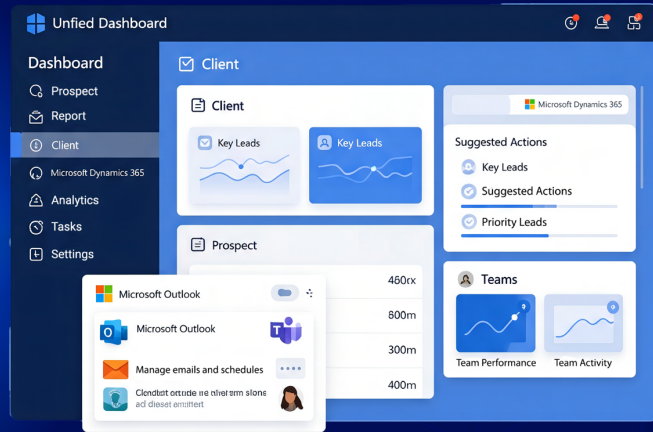 Unfied Dashboard
Dashboard
Prospect
Report
Client
Microsoft Dynamics 365
Analytics
Tasks
Settings
Client
Client
Key Leads
Key Leads
Prospect
460rx
800m
300m
400m
Microsoft Dynamics 365
Suggested Actions
Key Leads
Suggested Actions
Priority Leads
Teams
Team Performance
Team Activity
Microsoft Outlook
Microsoft Outlook
Manage emails and schedules